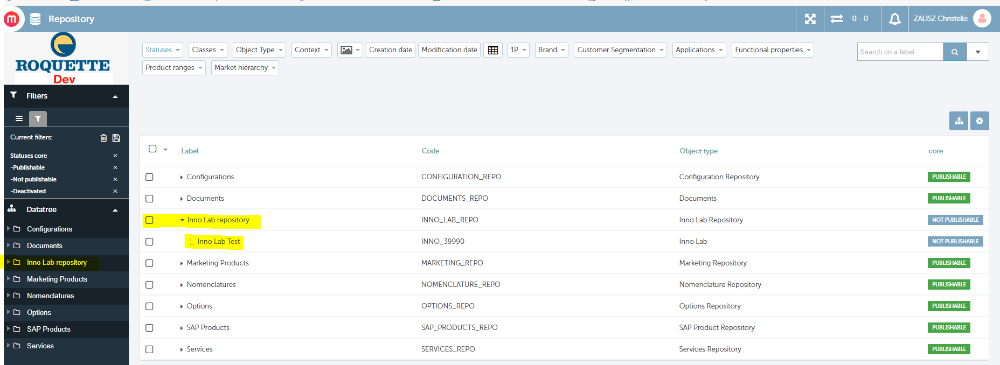 m Repository 0 - 0 ZALISZ Christelle
ROQUETTE
Dev
Statuses Classes Object Type Context Creation date Modification date 1P Brand Customer Segmentation Applications Functional properties Search on a label
Product ranges Market hierarchy
Filters
Current filters:
Statuses core
-Publishable
-Not publishable
-Deactivated
Datatree
Configurations
Documents
Inno Lab repository
Marketing Products
Nomenclatures
Options
SAP Products
Services
Label Code Object type core
Configurations CONFIGURATION_REPO Configuration Repository PUBLISHABLE
Documents DOCUMENTS_REPO Documents PUBLISHABLE
Inno Lab repository INNO_LAB_REPO Inno Lab Repository NOT PUBLISHABLE
Inno Lab Test INNO_39990 Inno Lab NOT PUBLISHABLE
Marketing Products MARKETING_REPO Marketing Repository PUBLISHABLE
Nomenclatures NOMENCLATURE_REPO Nomenclature Repository PUBLISHABLE
Options OPTIONS_REPO Options Repository PUBLISHABLE
SAP Products SAP_PRODUCTS_REPO SAP Product Repository PUBLISHABLE
Services SERVICES_REPO Services Repository PUBLISHABLE